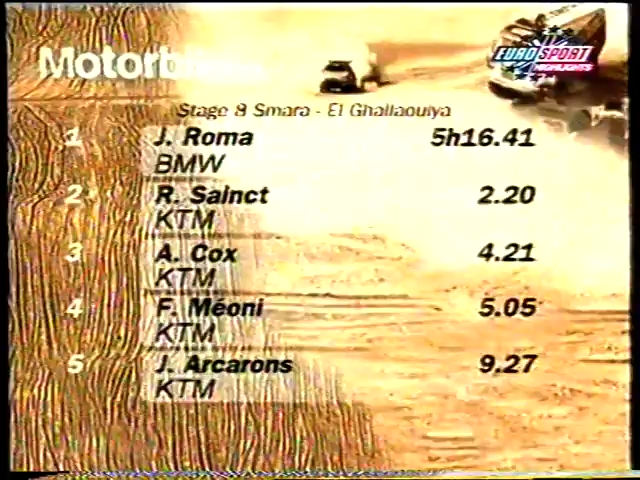 EUROSPORT
HIGHLIGHTS
Stage 8 Smara - El Ghallaouiya
1 J. Roma 5h16.41
BMW
2 R. Sainct 2.20
KTM
3 A. Cox 4.21
KTM
4 F. Méoni 5.05
KTM
5 J. Arcarons 9.27
KTM